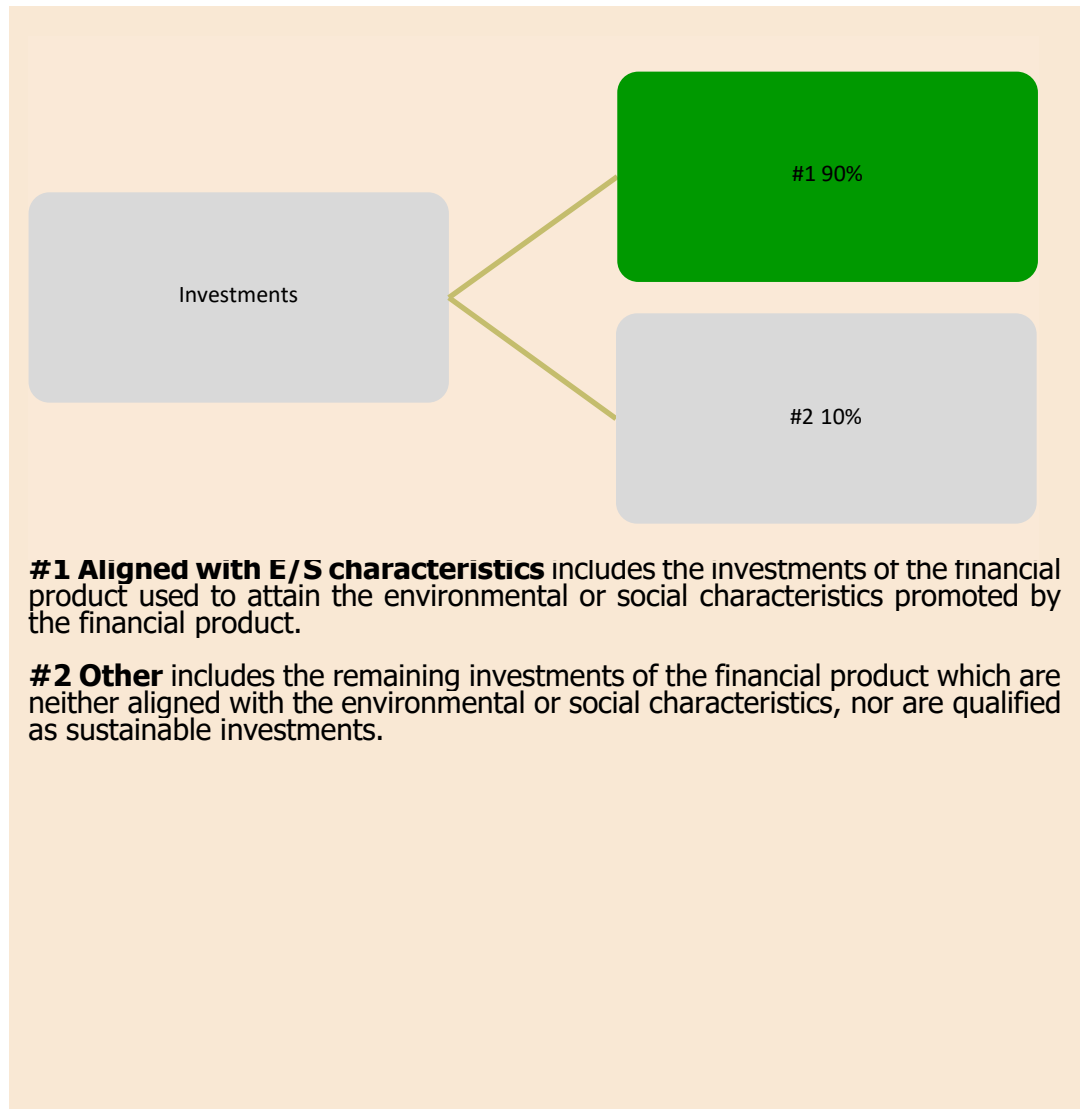 #1 90%
Investments
#2 10%
#1 Aligned with E/S characteristics includes the investments of the financial
product used to attain the environmental or social characteristics promoted by
the financial product.
#2 Other includes the remaining investments of the financial product which are
neither aligned with the environmental or social characteristics, nor are qualified
as sustainable investments.